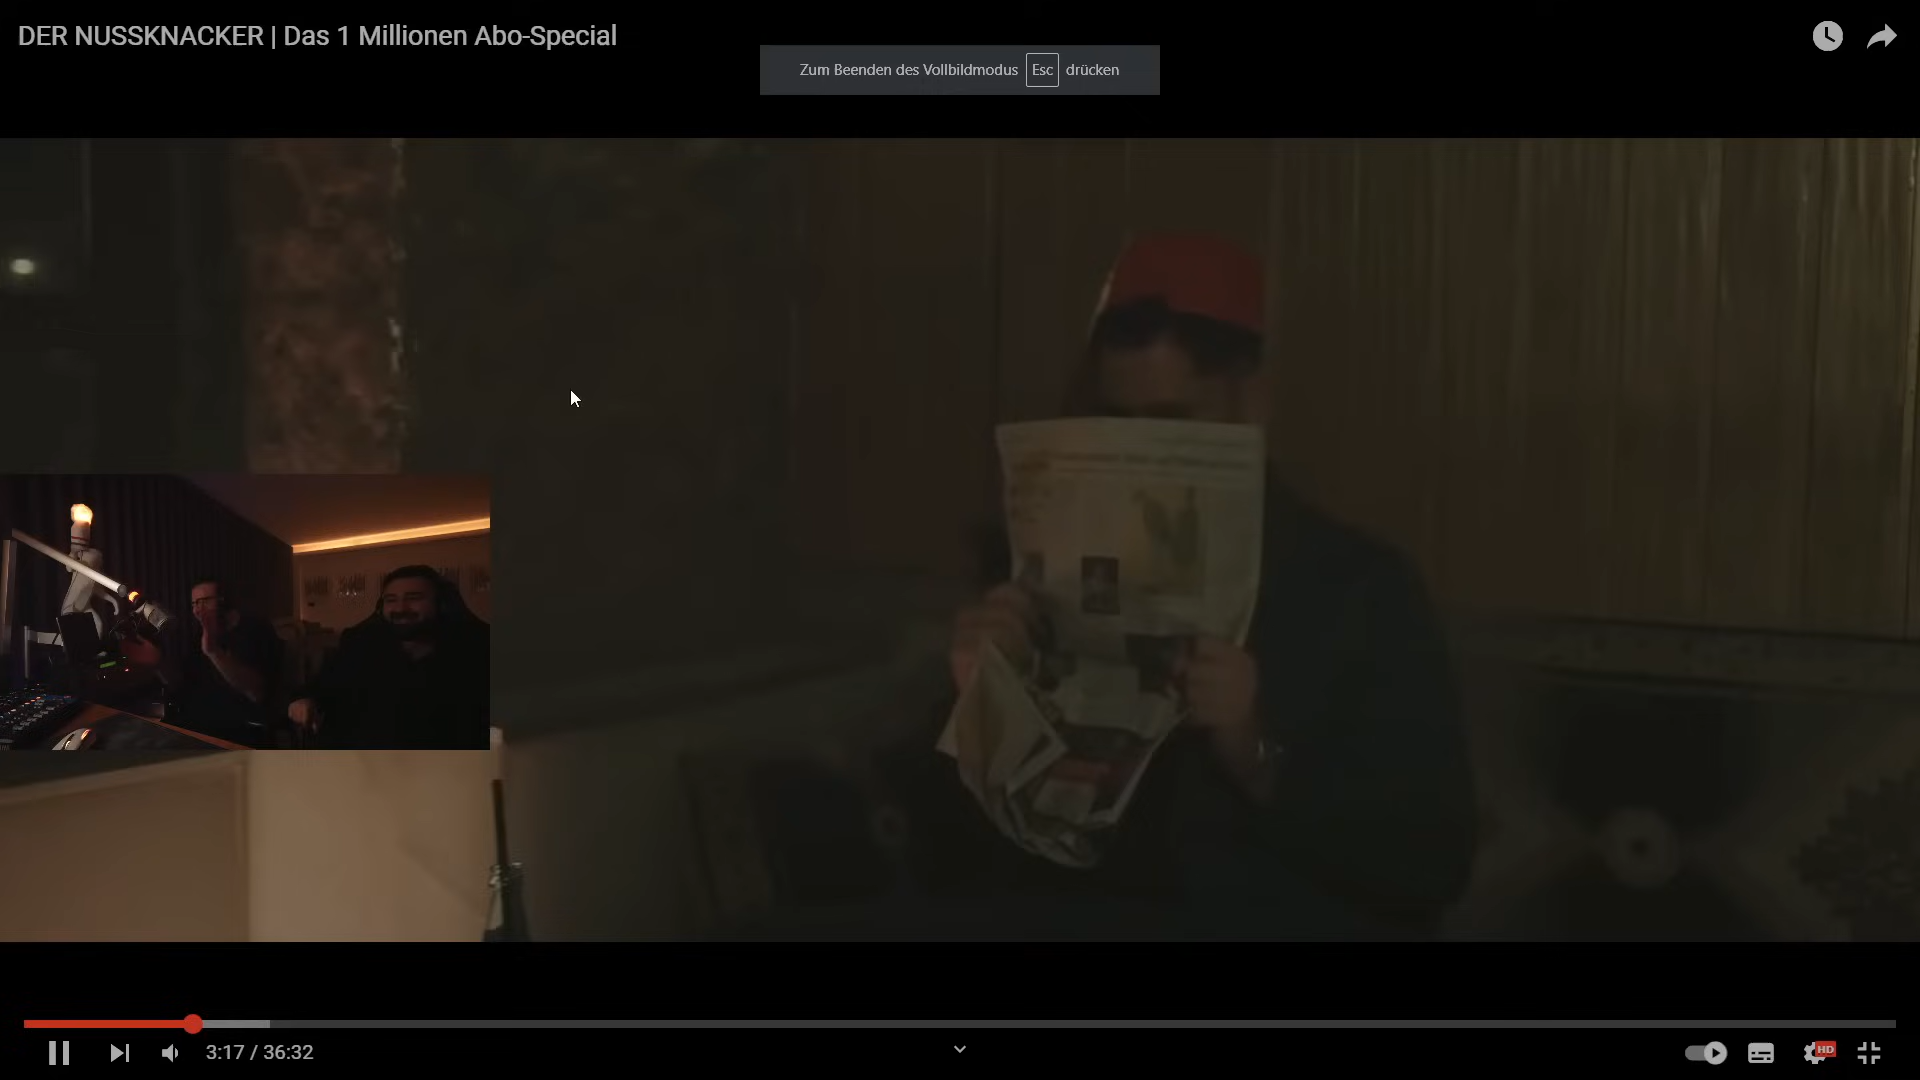 DER NUSSKNACKER | Das 1 Millionen Abo-Special
Zum Beenden des Vollbildmodus Esc drücken
3:17 / 36:32
HD